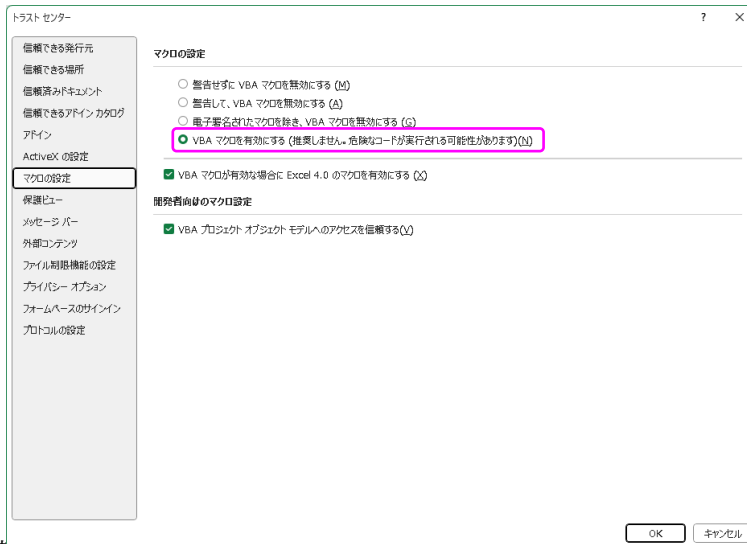 トラスト センター
?
×
信頼できる発行元
信頼できる場所
信頼済みドキュメント
信頼できるアドイン カタログ
アドイン
ActiveX の設定
マクロの設定
保護ビュー
メッセージ バー
外部コンテンツ
ファイル制限機能の設定
プライバシー オプション
フォームベースのサインイン
プロトコルの設定
マクロの設定
警告せずに VBA マクロを無効にする (M)
警告して、VBA マクロを無効にする (A)
電子署名されたマクロを除き、VBA マクロを無効にする (G)
VBA マクロを有効にする (推奨しません。危険なコードが実行される可能性があります)(N)
VBA マクロが有効な場合に Excel 4.0 のマクロを有効にする (X)
開発者向けのマクロ設定
VBA プロジェクト オブジェクト モデルへのアクセスを信頼する(V)
OK
キャンセル